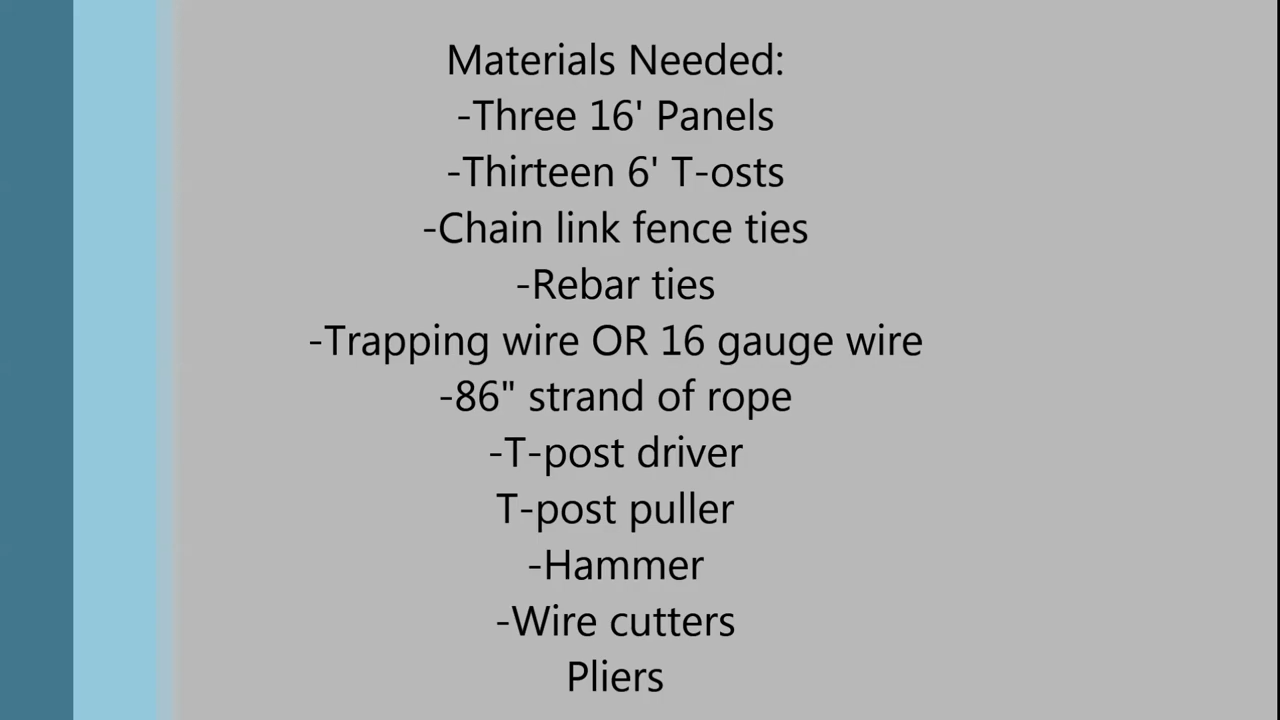 Materials Needed:
-Three 16' Panels
-Thirteen 6' T-osts
-Chain link fence ties
-Rebar ties
-Trapping wire OR 16 gauge wire
-86" strand of rope
-T-post driver
T-post puller
-Hammer
-Wire cutters
Pliers